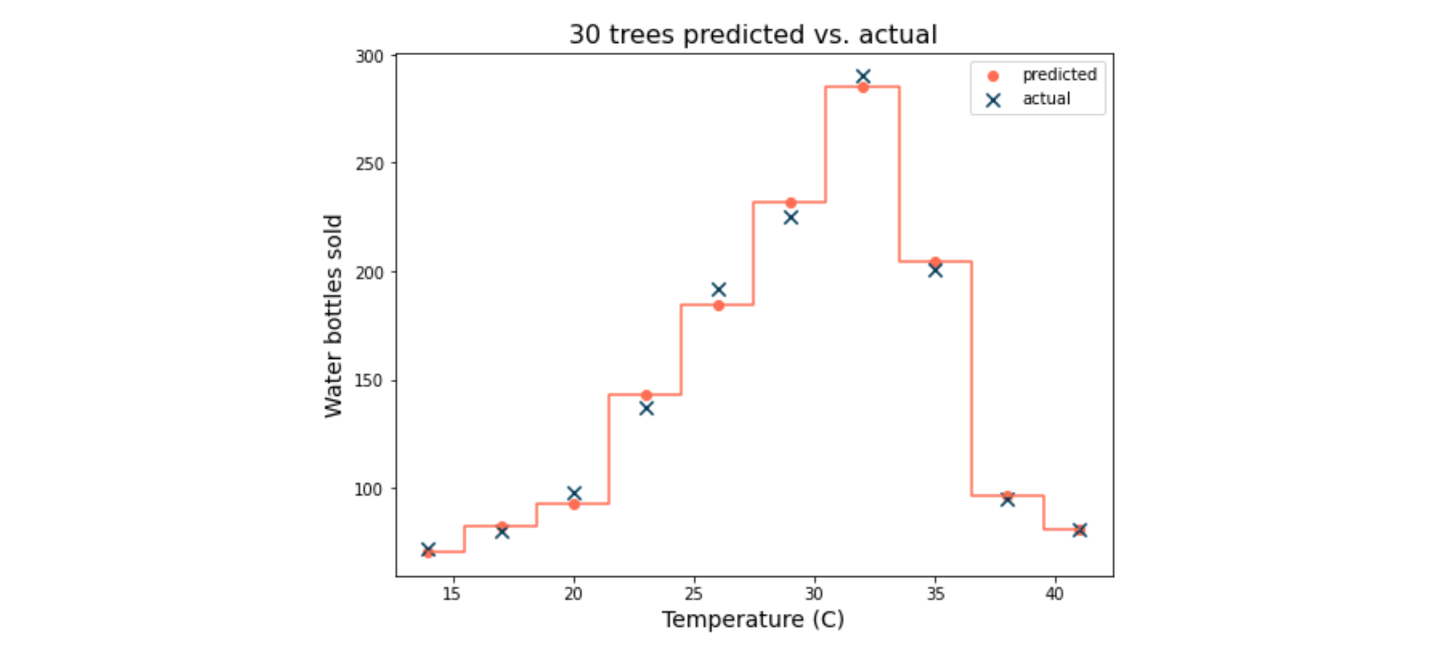 30 trees predicted vs. actual
predicted
actual
300
250
200
150
100
Water bottles sold
15 20 25 30 35 40
Temperature (C)